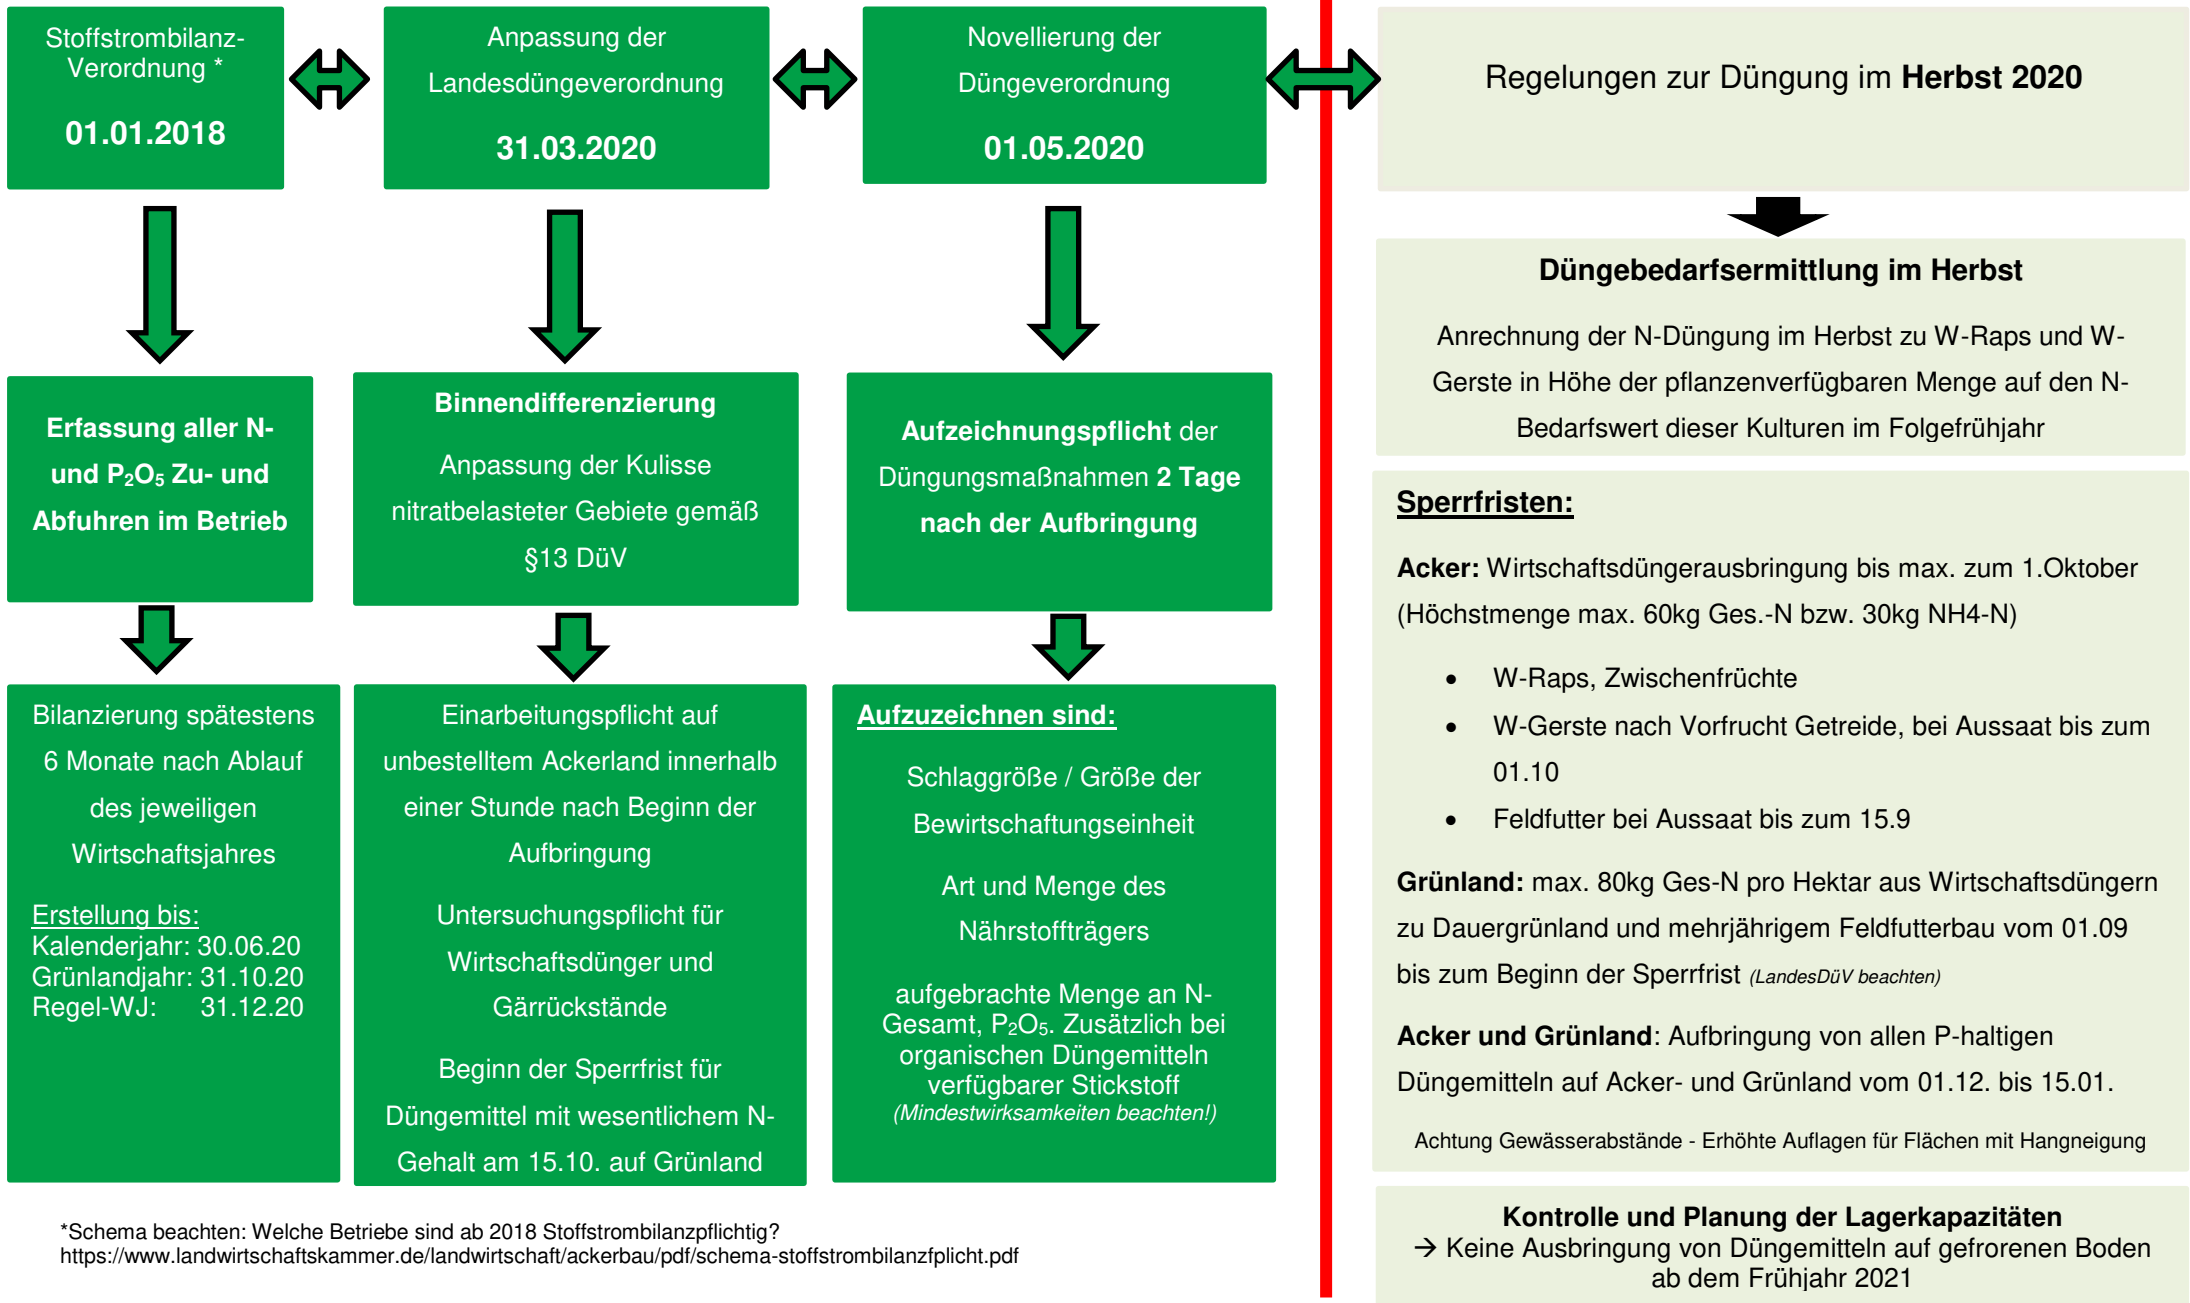 Stoffstrombilanz-
Verordnung *
01.01.2018
Anpassung der
Landesdüngeverordnung
31.03.2020
Novellierung der
Düngeverordnung
01.05.2020
Regelungen zur Düngung im Herbst 2020
Erfassung aller N-
und P₂O₅ Zu- und
Abfuhren im Betrieb
Binnendifferenzierung
Anpassung der Kulisse
nitratbelasteter Gebiete gemäß
§13 DüV
Aufzeichnungspflicht der
Düngungsmaßnahmen 2 Tage
nach der Aufbringung
Bilanzierung spätestens
6 Monate nach Ablauf
des jeweiligen
Wirtschaftsjahres
Erstellung bis:
Kalenderjahr: 30.06.20
Grünlandjahr: 31.10.20
Regel-WJ: 31.12.20
Einarbeitungspflicht auf
unbestelltem Ackerland innerhalb
einer Stunde nach Beginn der
Aufbringung
Untersuchungspflicht für
Wirtschaftsdünger und
Gärrückstände
Beginn der Sperrfrist für
Düngemittel mit wesentlichem N-
Gehalt am 15.10. auf Grünland
Aufzuzeichnen sind:
Schlaggröße / Größe der
Bewirtschaftungseinheit
Art und Menge des
Nährstoffträgers
aufgebrachte Menge an N-
Gesamt, P₂O₅. Zusätzlich bei
organischen Düngemitteln
verfügbarer Stickstoff
(Mindestwirksamkeiten beachten!)
Düngebedarfsermittlung im Herbst
Anrechnung der N-Düngung im Herbst zu W-Raps und W-
Gerste in Höhe der pflanzenverfügbaren Menge auf den N-
Bedarfswert dieser Kulturen im Folgefrühjahr
Sperrfristen:
Acker: Wirtschaftsdüngerausbringung bis max. zum 1.Oktober
(Höchstmenge max. 60kg Ges.-N bzw. 30kg NH4-N)
• W-Raps, Zwischenfrüchte
• W-Gerste nach Vorfrucht Getreide, bei Aussaat bis zum
01.10
• Feldfutter bei Aussaat bis zum 15.9
Grünland: max. 80kg Ges-N pro Hektar aus Wirtschaftsdüngern
zu Dauergrünland und mehrjährigem Feldfutterbau vom 01.09
bis zum Beginn der Sperrfrist (LandesDüV beachten)
Acker und Grünland: Aufbringung von allen P-haltigen
Düngemitteln auf Acker- und Grünland vom 01.12. bis 15.01.
Achtung Gewässerabstände - Erhöhte Auflagen für Flächen mit Hangneigung
Kontrolle und Planung der Lagerkapazitäten
→ Keine Ausbringung von Düngemitteln auf gefrorenen Boden
ab dem Frühjahr 2021
*Schema beachten: Welche Betriebe sind ab 2018 Stoffstrombilanzpflichtig?
https://www.landwirtschaftskammer.de/landwirtschaft/ackerbau/pdf/schema-stoffstrombilanzfplicht.pdf